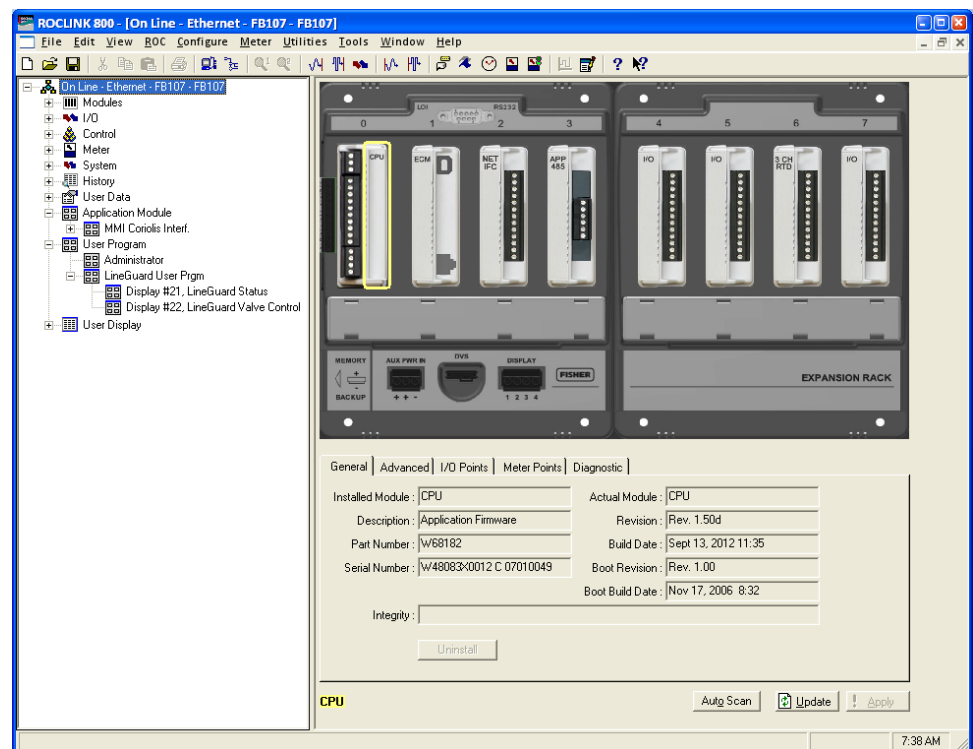 ROCLINK 800 - [On Line - Ethernet - FB107 - FB107]
File Edit View ROC Configure Meter Utilities Tools Window Help
On Line - Ethernet - FB107 - FB107
Modules
I/O
Control
Meter
System
History
User Data
Application Module
MMI Coriolis Interf.
User Program
Administrator
LineGuard User Prgm
Display #21, LineGuard Status
Display #22, LineGuard Valve Control
User Display
LOI RS232
0 1 2 3 4 5 6 7
CPU ECM NET IFC APP 485 I/O I/O 3 CH RTD I/O
MEMORY AUX PWR IN DVS DISPLAY
FISHER
EXPANSION RACK
BACKUP + + - 1 2 3 4
General Advanced I/O Points Meter Points Diagnostic
Installed Module : CPU Actual Module : CPU
Description : Application Firmware Revision : Rev. 1.50d
Part Number : W68182 Build Date : Sept 13, 2012 11:35
Serial Number : W48083X0012 C 07010049 Boot Revision : Rev. 1.00
Boot Build Date : Nov 17, 2006 8:32
Integrity :
Uninstall
CPU Auto Scan Update ! Apply
7:38 AM